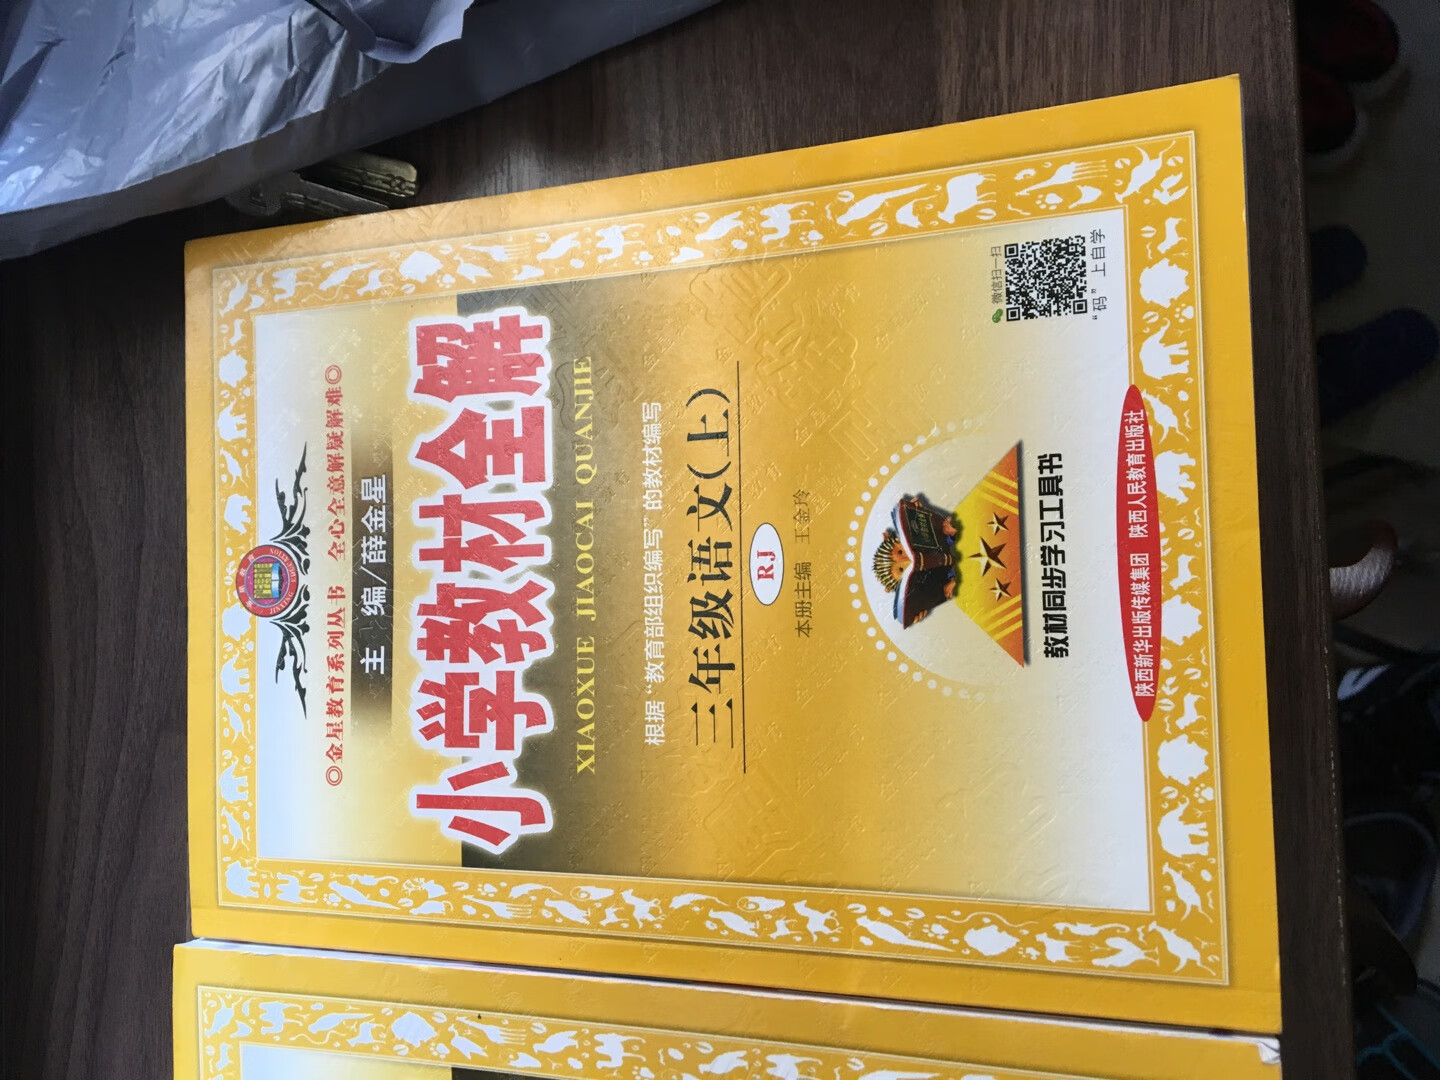 ◎金星教育系列丛书 全心全意解疑解难◎
主 编/薛金星
小学教材全解
XIAOXUE JIAOCAI QUANJIE
根据“教育部组织编写”的教材编写
三年级语文(上)
RJ
本册主编 王金玲
微信扫一扫
“码”上自学
教材同步学习工具书
陕西新华出版传媒集团 陕西人民教育出版社